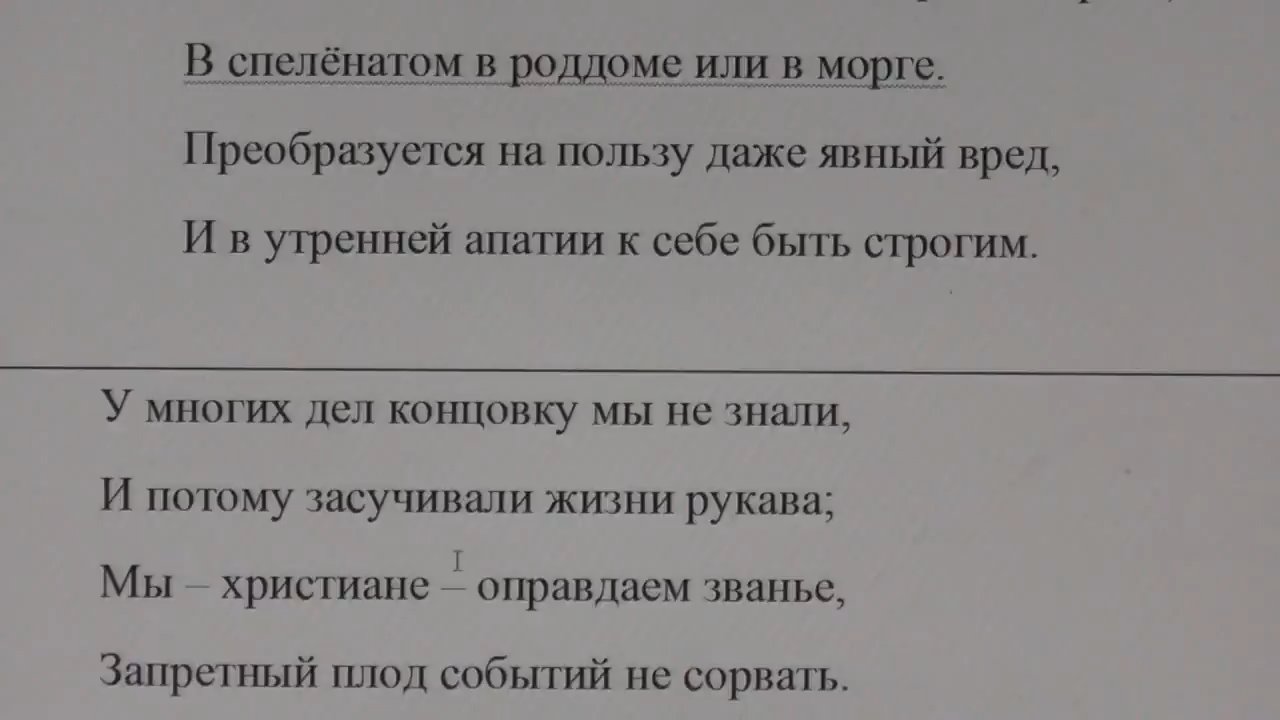 В спелёнатом в роддоме или в морге.
Преобразуется на пользу даже явный вред,
И в утренней апатии к себе быть строгим.
У многих дел концовку мы не знали,
И потому засучивали жизни рукава;
Мы – христиане – оправдаем званье,
Запретный плод событий не сорвать.